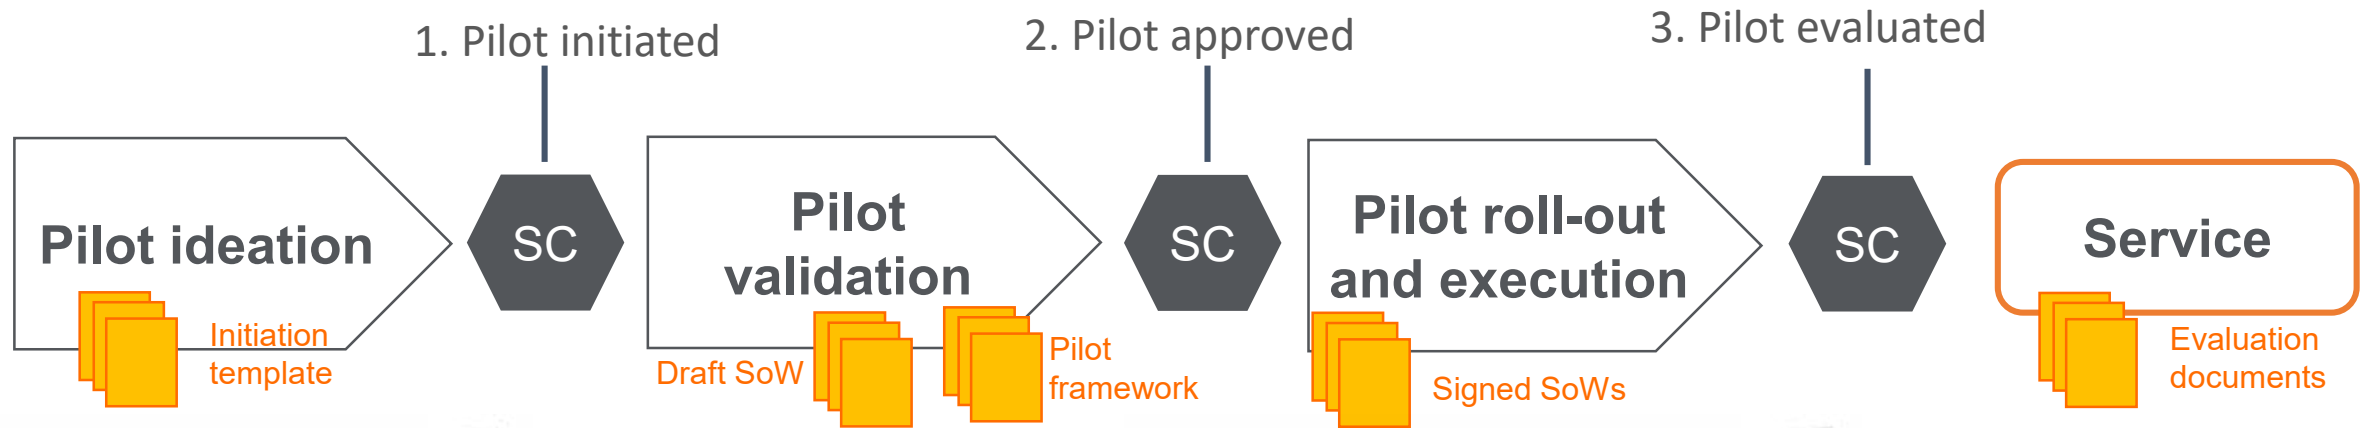 1. Pilot initiated
2. Pilot approved
3. Pilot evaluated
Pilot ideation
SC
Pilot
validation
SC
Pilot roll-out
and execution
SC
Service
Initiation
template
Draft SoW
Pilot
framework
Signed SoWs
Evaluation
documents